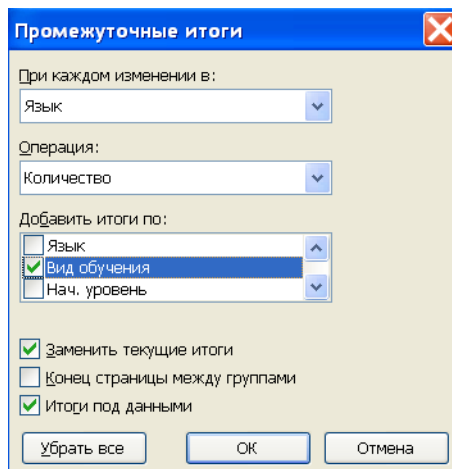 Промежуточные итоги
При каждом изменении в:
Язык
Операция:
Количество
Добавить итоги по:
Язык
Вид обучения
Нач. уровень
Заменить текущие итоги
Конец страницы между группами
Итоги под данными
Убрать все ОК Отмена